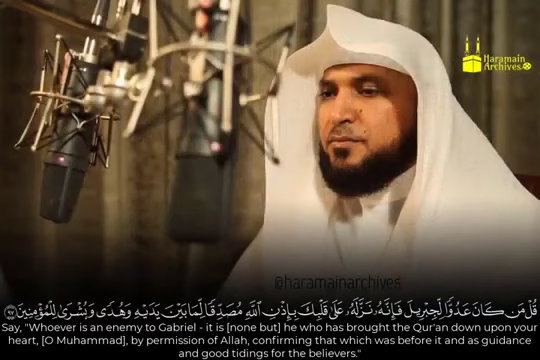 Haramain
Archives
@haramainarchives
قُلْ مَن كَانَ عَدُوًّا لِّجِبْرِيلَ فَإِنَّهُۥ نَزَّلَهُۥ عَلَىٰ قَلْبِكَ بِإِذْنِ ٱللَّهِ مُصَدِّقًا لِّمَا بَيْنَ يَدَيْهِ وَهُدًى وَبُشْرَىٰ لِلْمُؤْمِنِينَ ٩٧
Say, "Whoever is an enemy to Gabriel - it is [none but] he who has brought the Qur'an down upon your
heart, [O Muhammad], by permission of Allah, confirming that which was before it and as guidance
and good tidings for the believers."